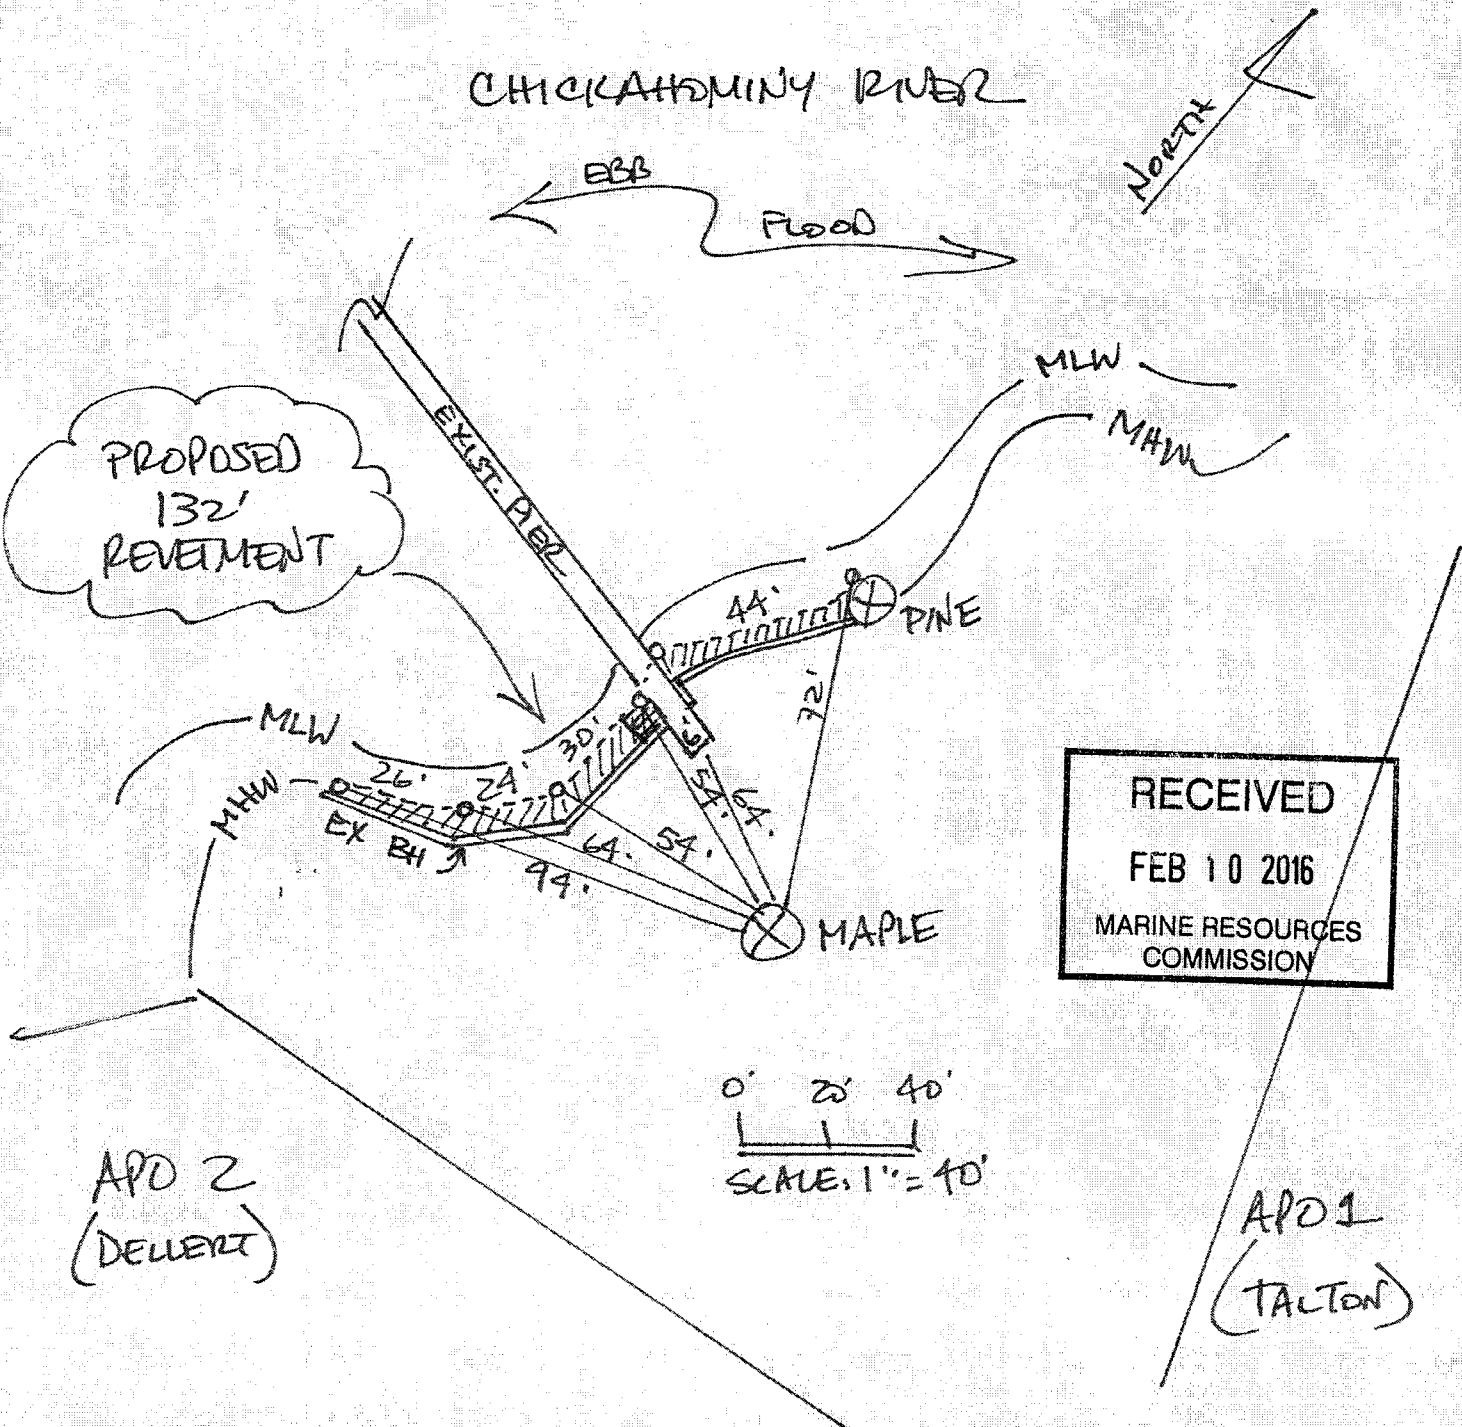 CHICKAHOMINY RIVER
NORTH
EBB
FLOOD
MLW
MHW
PROPOSED
132'
REVETMENT
EXIST. PIER
44'
PINE
72'
MLW
MHW
26'
24'
30'
6'
EX BH
94'
64'
54'
54'
64'
MAPLE
RECEIVED
FEB 10 2016
MARINE RESOURCES
COMMISSION
0' 20' 40'
SCALE: 1" = 40'
APO 2
(DELLERT)
APO 1
(TALTON)